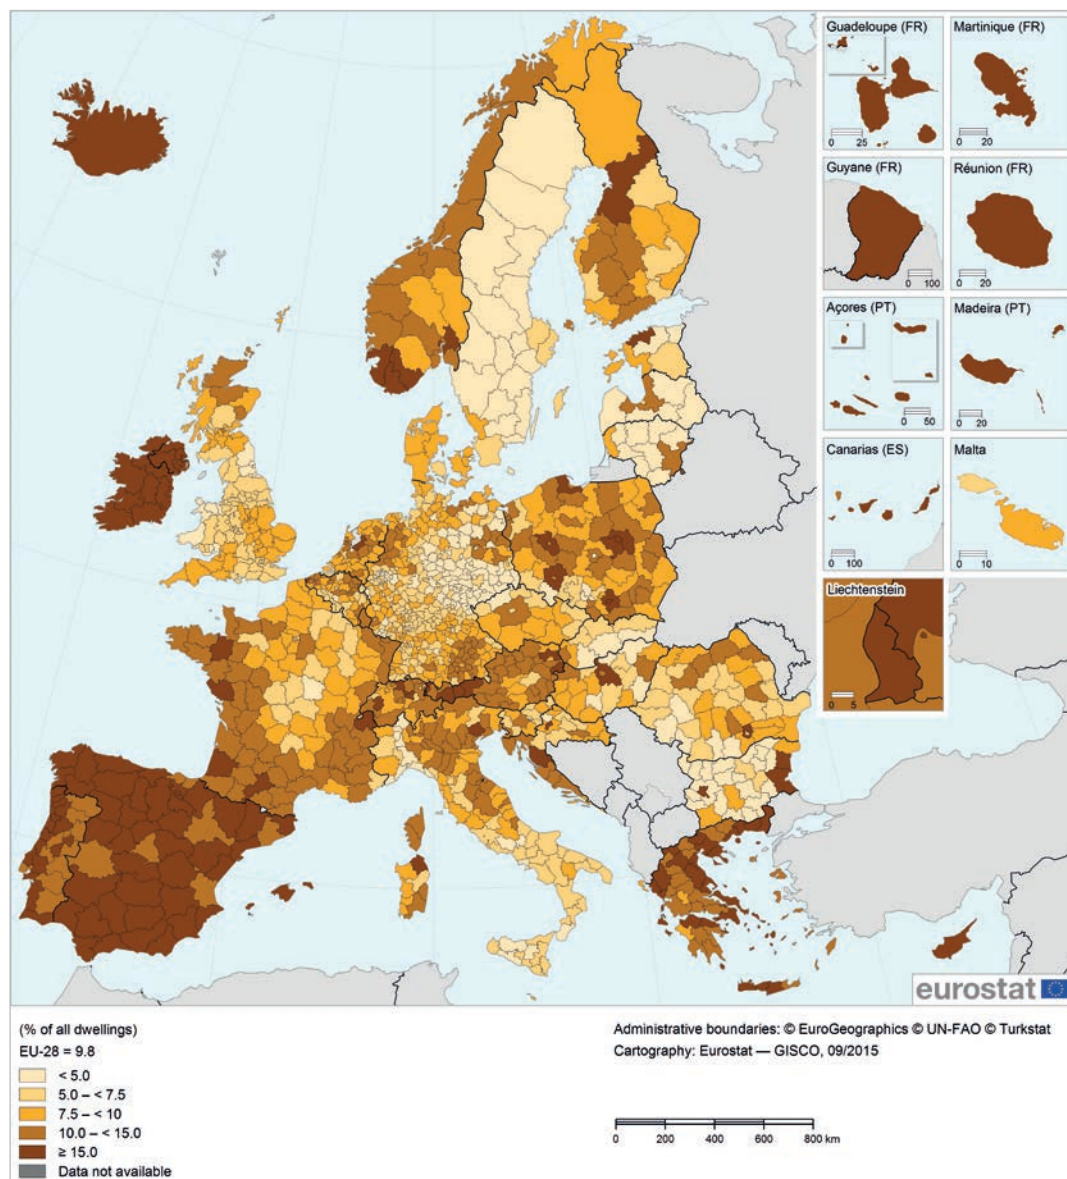 Guadeloupe (FR)
0 25
Martinique (FR)
0 20
Guyane (FR)
0 100
Réunion (FR)
0 20
Açores (PT)
0 50
Madeira (PT)
0 20
Canarias (ES)
0 100
Malta
0 10
Liechtenstein
0 5
eurostat
(% of all dwellings)
EU-28 = 9.8
< 5.0
5.0 – < 7.5
7.5 – < 10
10.0 – < 15.0
≥ 15.0
Data not available
Administrative boundaries: © EuroGeographics © UN-FAO © Turkstat
Cartography: Eurostat — GISCO, 09/2015
0 200 400 600 800 km